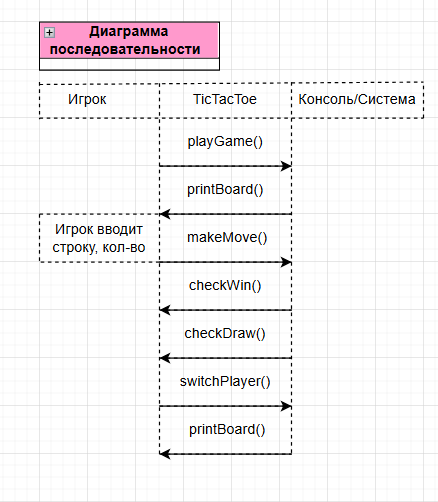 Диаграмма
последовательности
Игрок
TicTacToe
Консоль/Система
playGame()
printBoard()
Игрок вводит
строку, кол-во
makeMove()
checkWin()
checkDraw()
switchPlayer()
printBoard()